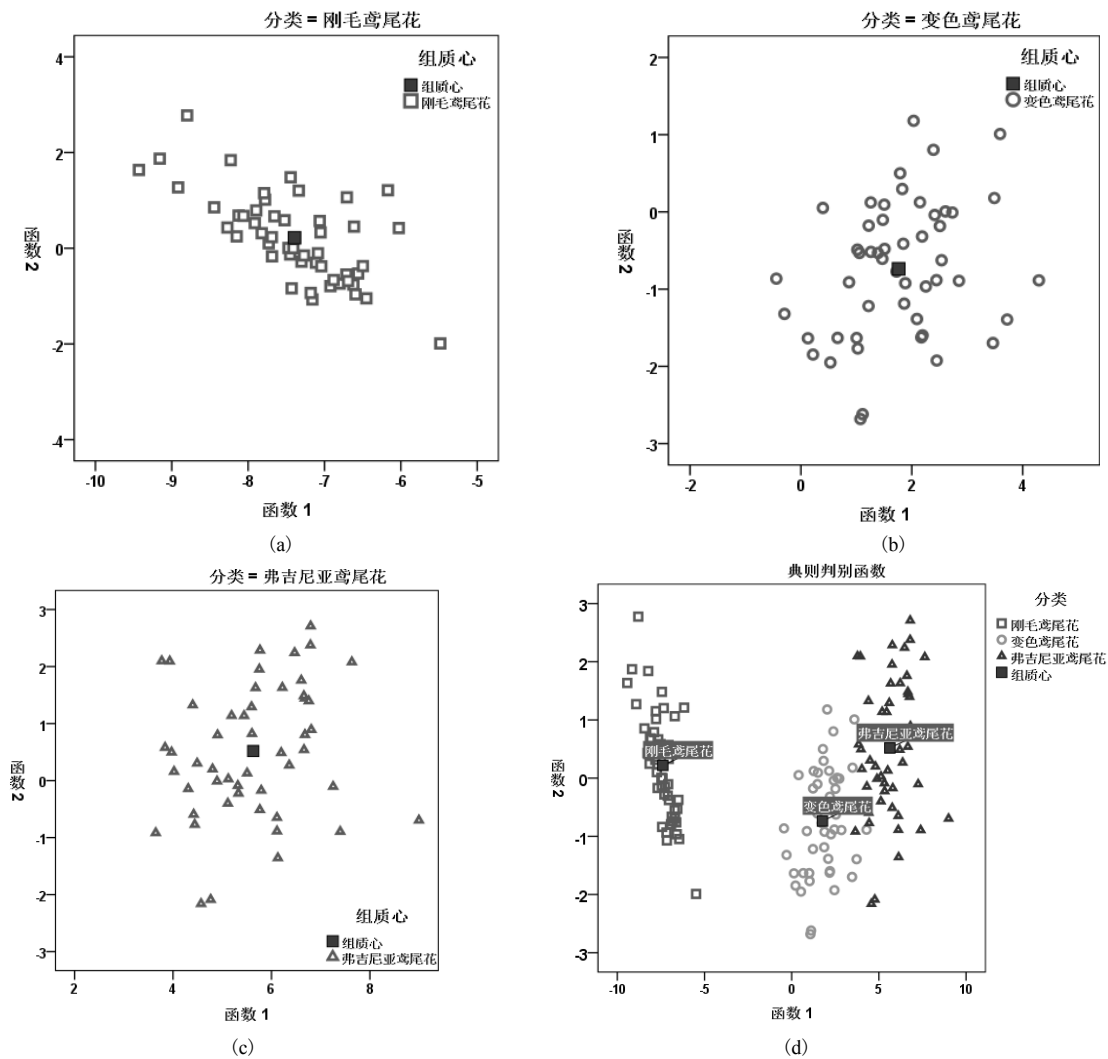 分类 = 刚毛鸢尾花
组质心
组质心
刚毛鸢尾花
4
2
0
-2
-4
函数 2
-10
-9
-8
-7
-6
-5
函数 1
(a)
分类 = 变色鸢尾花
组质心
组质心
变色鸢尾花
2
1
0
-1
-2
-3
函数 2
-2
0
2
4
函数 1
(b)
分类 = 弗吉尼亚鸢尾花
3
2
1
0
-1
-2
-3
函数 2
组质心
组质心
弗吉尼亚鸢尾花
2
4
6
8
函数 1
(c)
典则判别函数
分类
刚毛鸢尾花
变色鸢尾花
弗吉尼亚鸢尾花
组质心
3
2
1
0
-1
-2
-3
函数 2
弗吉尼亚鸢尾花
刚毛鸢尾花
变色鸢尾花
-10
-5
0
5
10
函数 1
(d)